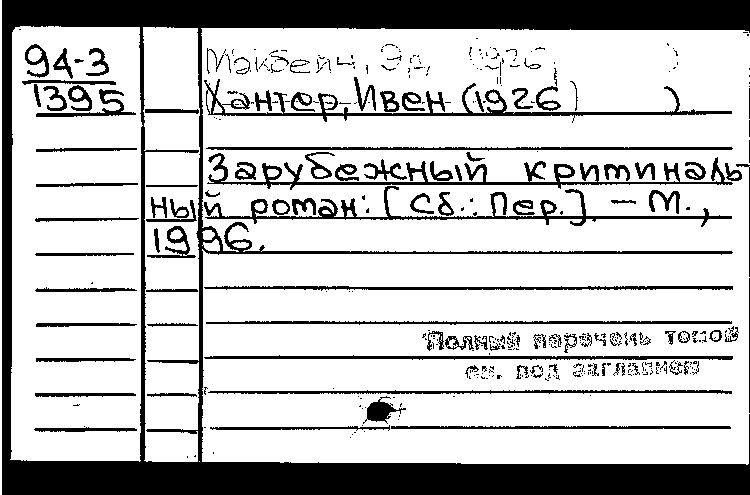 94-3
1395
Макбейн, Эд, (1926, )
Хантер, Ивен (1926 )
Зарубежный криминаль-
ный роман: [Сб.: Пер.]. – М.,
1996.
Полный перечень томов
см. под заглавием